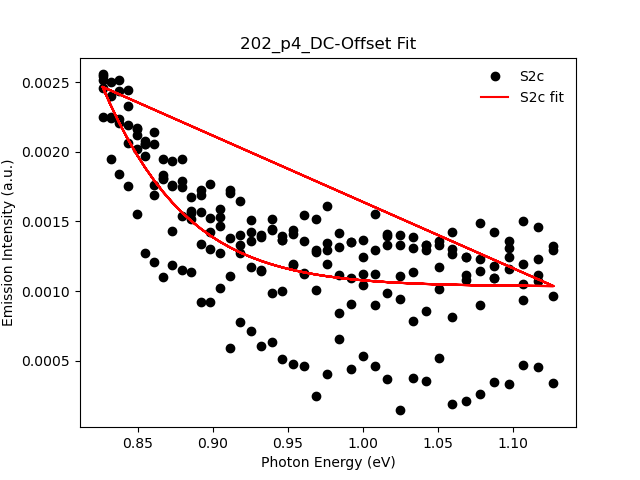 202_p4_DC-Offset Fit
S2c
S2c fit
0.0025
0.0020
0.0015
0.0010
0.0005
Emission Intensity (a.u.)
0.85 0.90 0.95 1.00 1.05 1.10
Photon Energy (eV)